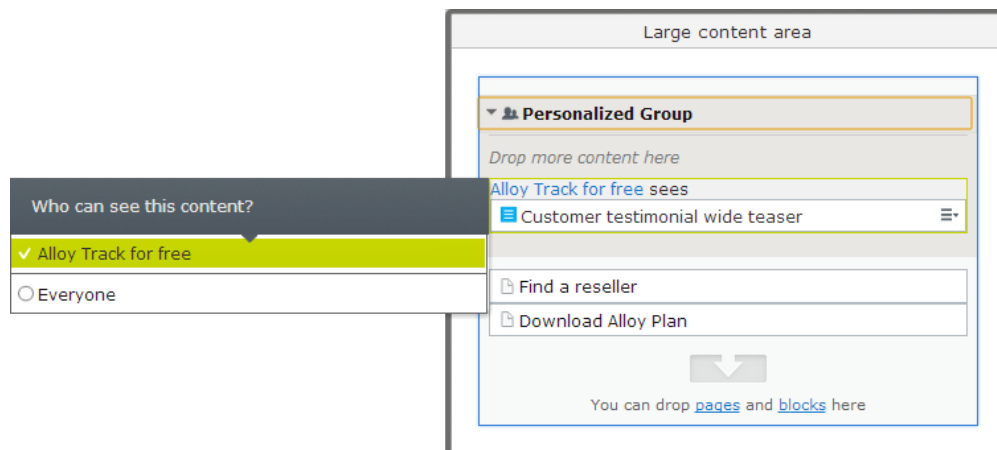 Large content area
Personalized Group
Drop more content here
Alloy Track for free sees
Customer testimonial wide teaser
Who can see this content?
Alloy Track for free
Everyone
Find a reseller
Download Alloy Plan
You can drop pages and blocks here